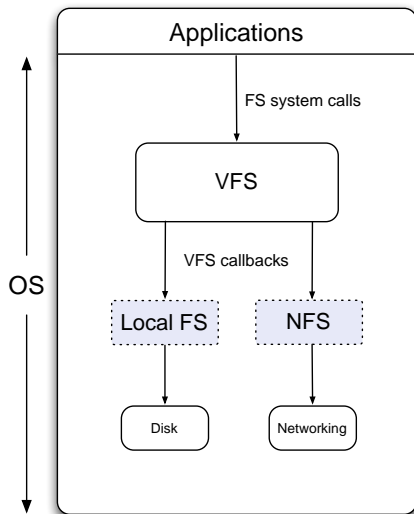 Applications
FS system calls
VFS
VFS callbacks
OS
Local FS
NFS
Disk
Networking